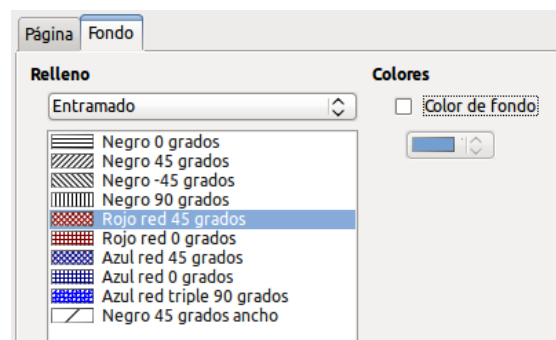 Página Fondo
Relleno
Colores
Entramado
Color de fondo
Negro 0 grados
Negro 45 grados
Negro -45 grados
Negro 90 grados
Rojo red 45 grados
Rojo red 0 grados
Azul red 45 grados
Azul red 0 grados
Azul red triple 90 grados
Negro 45 grados ancho